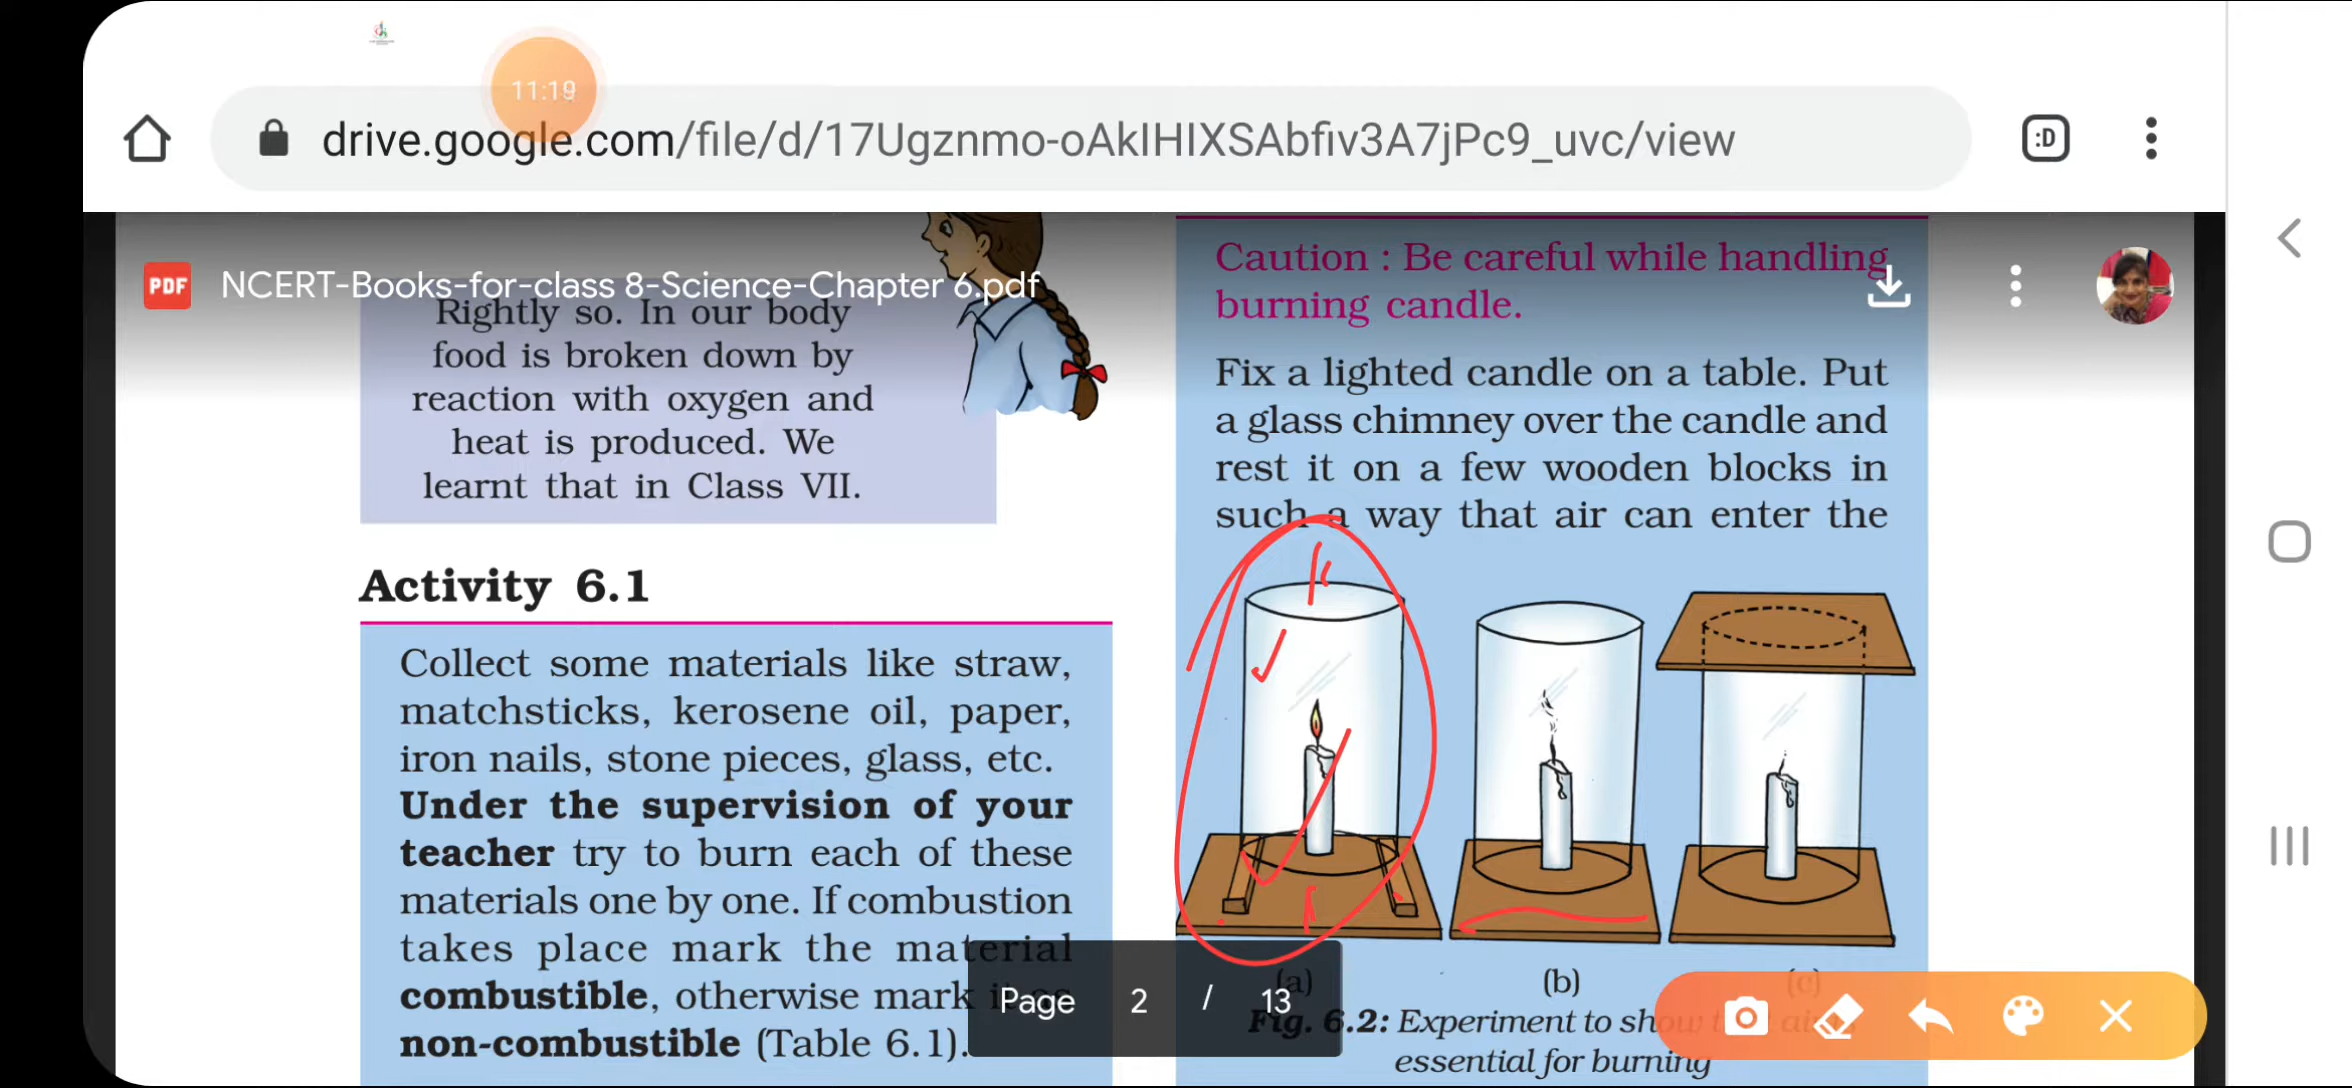 11:19
drive.google.com/file/d/17Ugznmo-oAkIHIXSAbfiv3A7jPc9_uvc/view
:D
PDF
NCERT-Books-for-class 8-Science-Chapter 6.pdf
Rightly so. In our body
food is broken down by
reaction with oxygen and
heat is produced. We
learnt that in Class VII.
Activity 6.1
Collect some materials like straw,
matchsticks, kerosene oil, paper,
iron nails, stone pieces, glass, etc.
Under the supervision of your
teacher try to burn each of these
materials one by one. If combustion
takes place mark the material
combustible, otherwise mark it as
non-combustible (Table 6.1).
Caution : Be careful while handling
burning candle.
Fix a lighted candle on a table. Put
a glass chimney over the candle and
rest it on a few wooden blocks in
such a way that air can enter the
(a) (b) (c)
Fig. 6.2: Experiment to show
essential for burning
Page 2 / 13